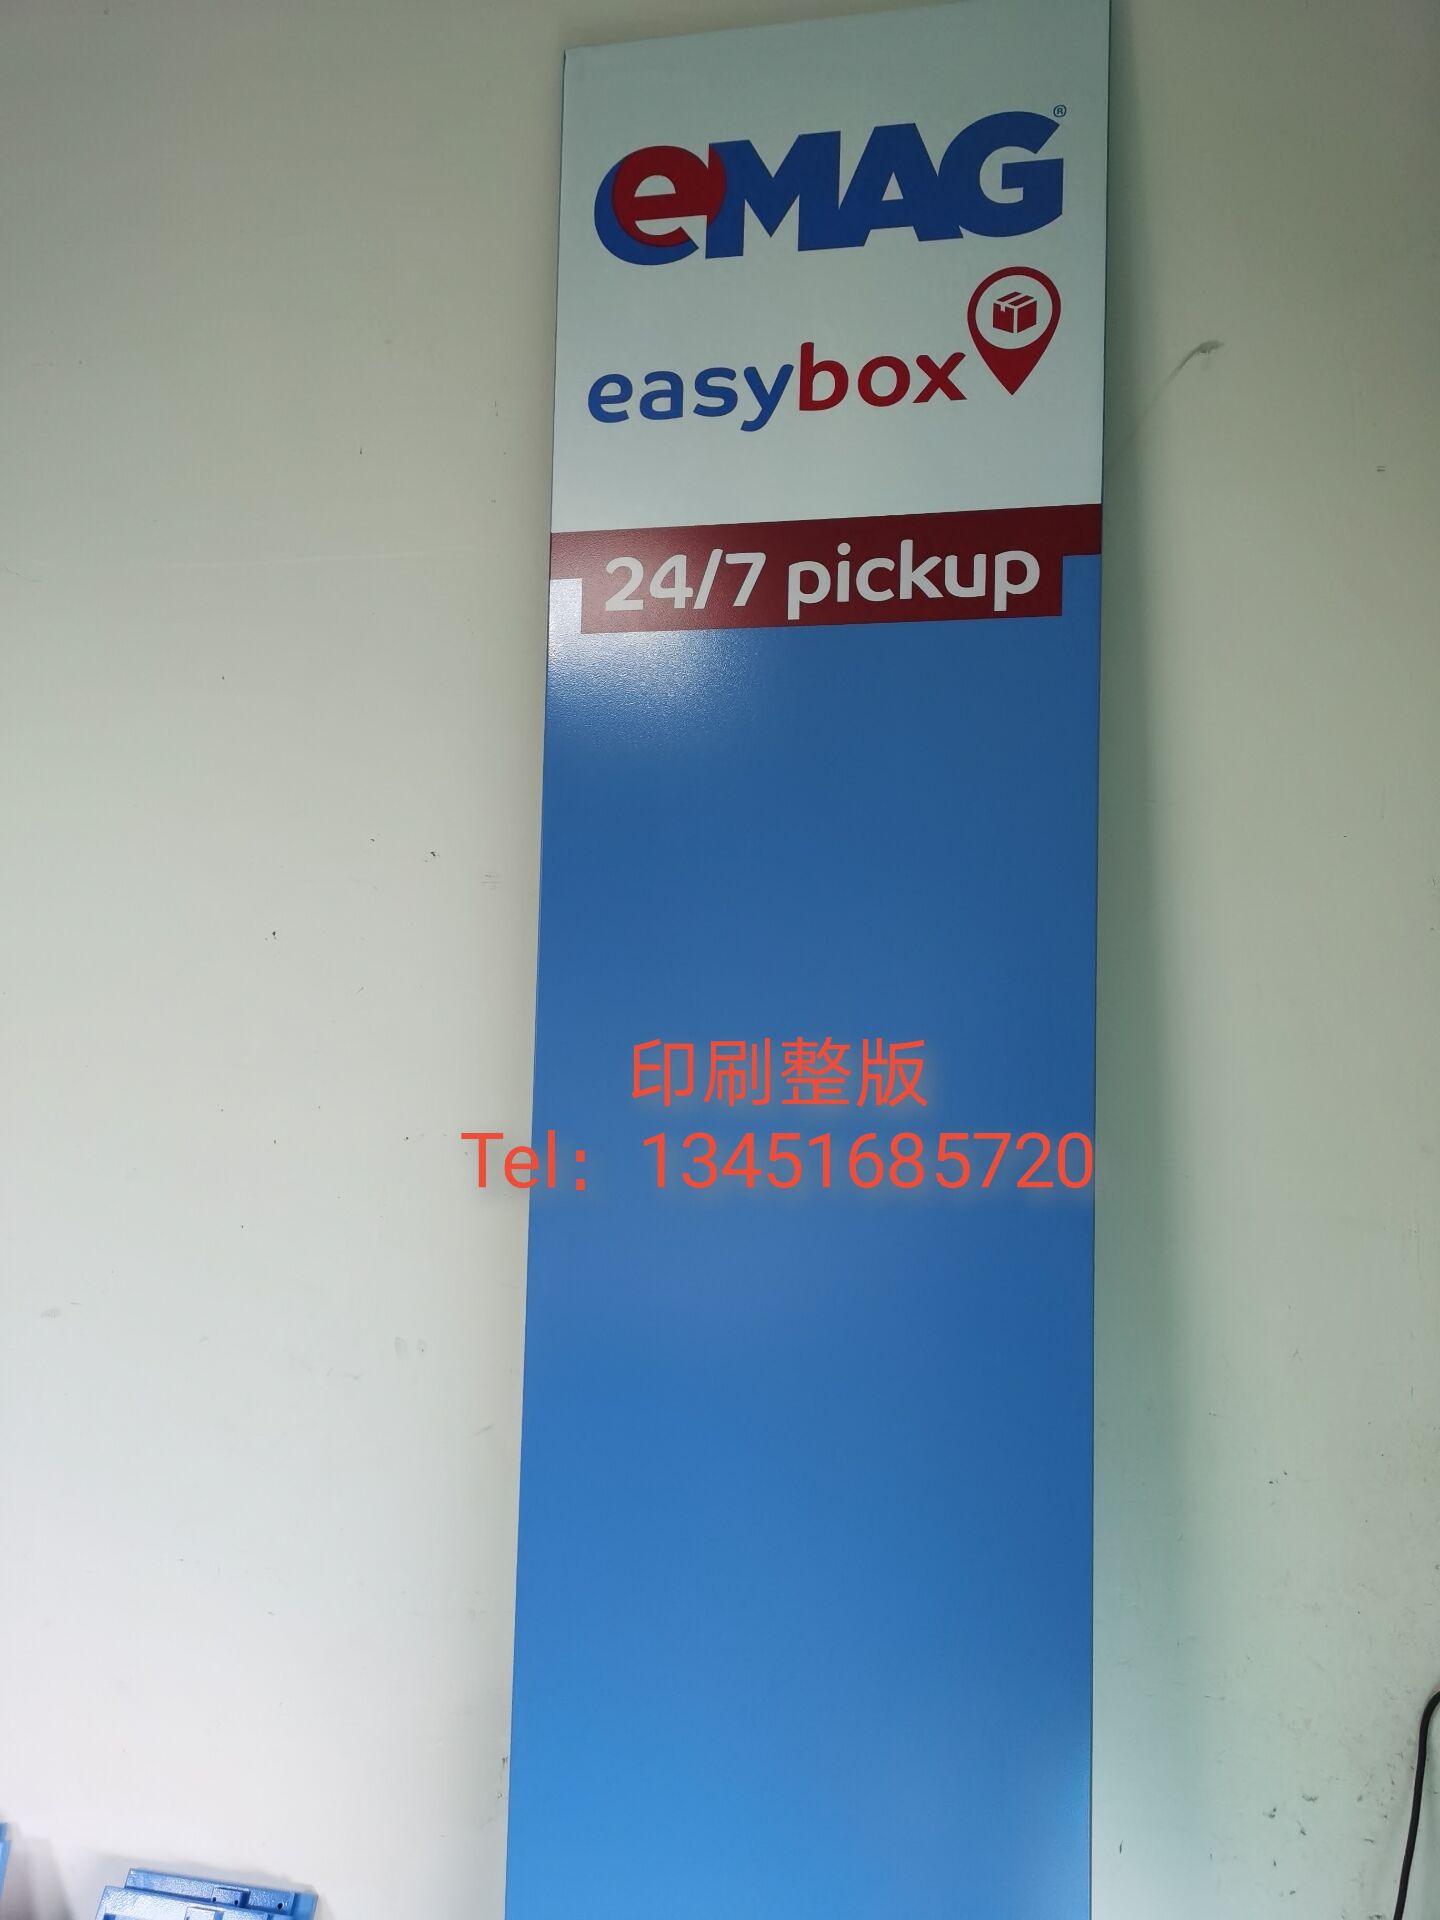 eMAG®
easybox
24/7 pickup
印刷整版
Tel：13451685720